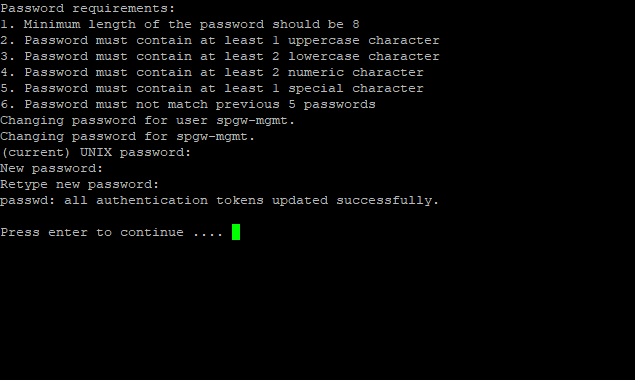 Password requirements:
1. Minimum length of the password should be 8
2. Password must contain at least 1 uppercase character
3. Password must contain at least 2 lowercase character
4. Password must contain at least 2 numeric character
5. Password must contain at least 1 special character
6. Password must not match previous 5 passwords
Changing password for user spgw-mgmt.
Changing password for spgw-mgmt.
(current) UNIX password:
New password:
Retype new password:
passwd: all authentication tokens updated successfully.
Press enter to continue ....